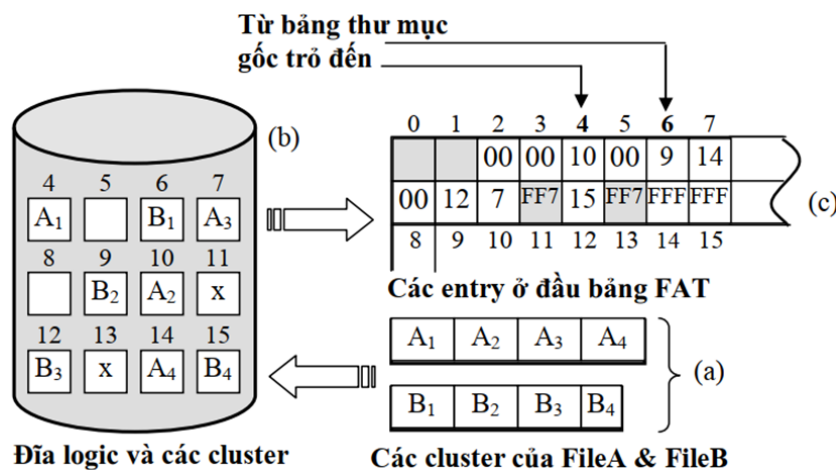 Từ bảng thư mục
gốc trỏ đến
(b)
4 5 6 7
A₁ B₁ A₃
8 9 10 11
B₂ A₂ x
12 13 14 15
B₃ x A₄ B₄
Đĩa logic và các cluster
0 1 2 3 4 5 6 7
00 00 10 00 9 14
00 12 7 FF7 15 FF7 FFF FFF
8 9 10 11 12 13 14 15
(c)
Các entry ở đầu bảng FAT
A₁ A₂ A₃ A₄
(a)
B₁ B₂ B₃ B₄
Các cluster của FileA & FileB